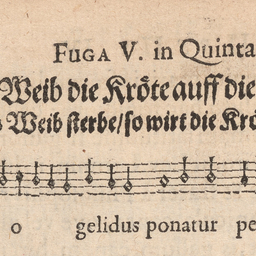 FUGA V. in Quinta
Weib die Kröte auff die
Weib sterbe/so wirt die Krö
o gelidus ponatur pe